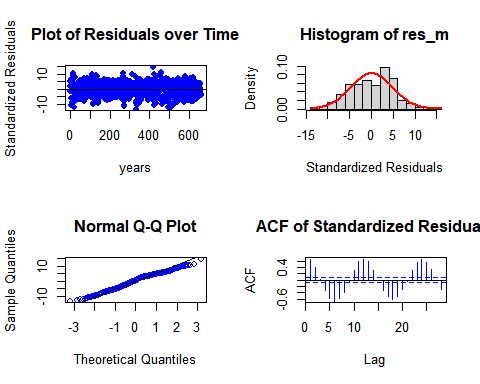 Plot of Residuals over Time
Standardized Residuals
-10 0 10
0 200 400 600
years
Histogram of res_m
Density
0.00 0.10
-15 -5 0 5 10
Standardized Residuals
Normal Q-Q Plot
Sample Quantiles
-10 10
-3 -1 0 1 2 3
Theoretical Quantiles
ACF of Standardized Residua
ACF
-0.6 0.4
0 5 10 20
Lag